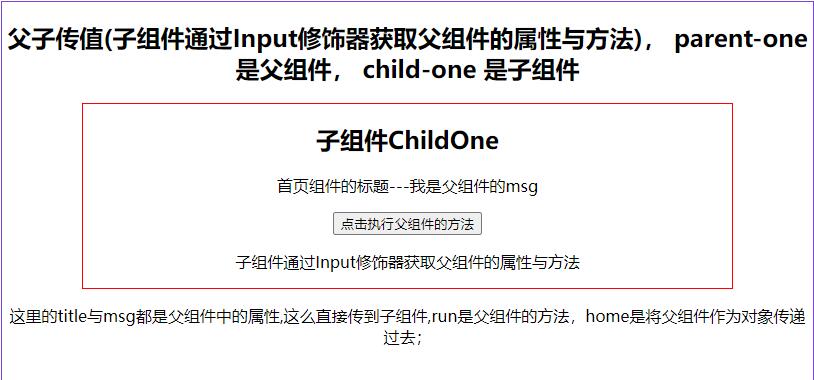 父子传值(子组件通过Input修饰器获取父组件的属性与方法)， parent-one
是父组件， child-one 是子组件
子组件ChildOne
首页组件的标题---我是父组件的msg
点击执行父组件的方法
子组件通过Input修饰器获取父组件的属性与方法
这里的title与msg都是父组件中的属性,这么直接传到子组件,run是父组件的方法，home是将父组件作为对象传递
过去；